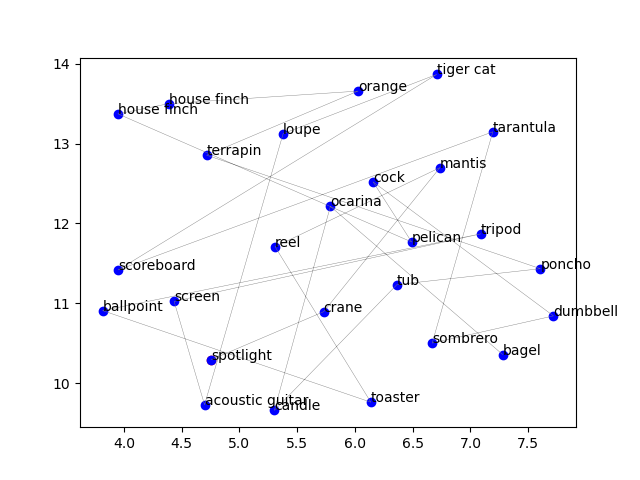 14
tiger cat
orange
house finch
house finch
loupe
tarantula
13
terrapin
mantis
cock
ocarina
12
tripod
pelican
reel
scoreboard
poncho
tub
screen
11
ballpoint
crane
dumbbell
sombrero
bagel
spotlight
10
toaster
acoustic guitar
candle
4.0 4.5 5.0 5.5 6.0 6.5 7.0 7.5